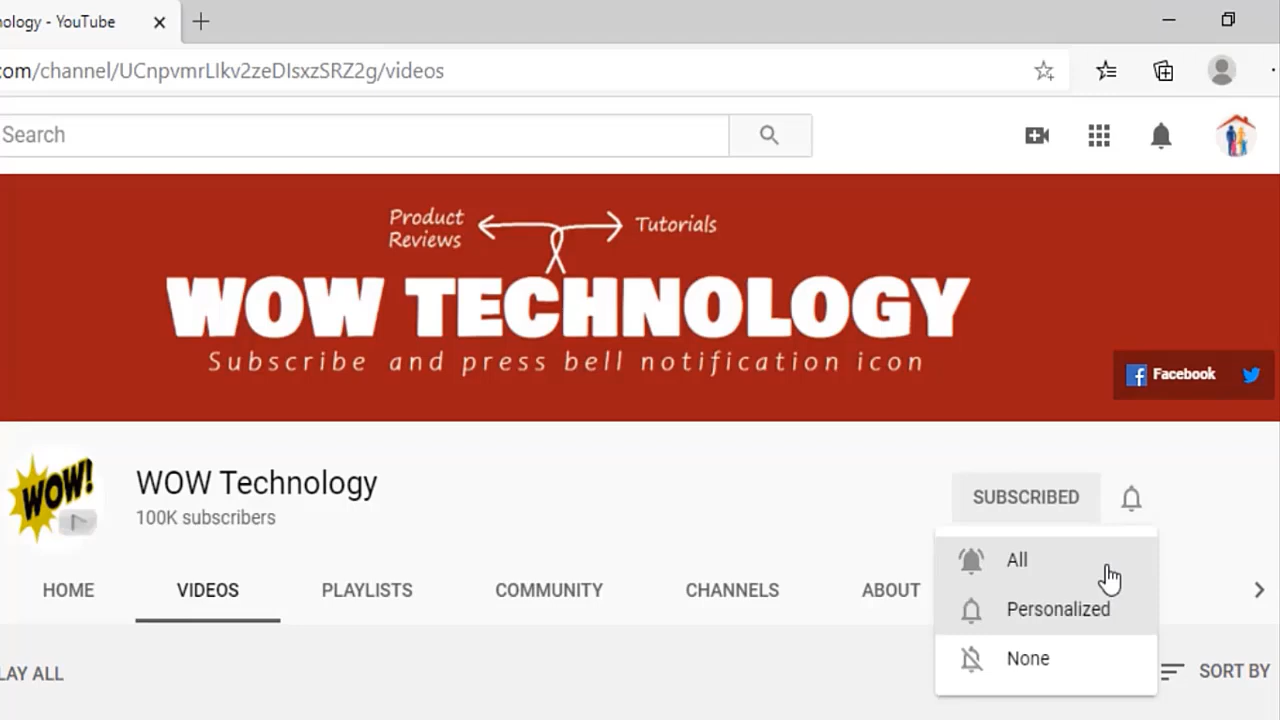 nology - YouTube
com/channel/UCnpvmrLIkv2zeDIsxzSRZ2g/videos
Search
Product
Reviews
Tutorials
WOW TECHNOLOGY
Subscribe and press bell notification icon
Facebook
WOW!
WOW Technology
100K subscribers
SUBSCRIBED
All
Personalized
None
HOME VIDEOS PLAYLISTS COMMUNITY CHANNELS ABOUT
LAY ALL
SORT BY